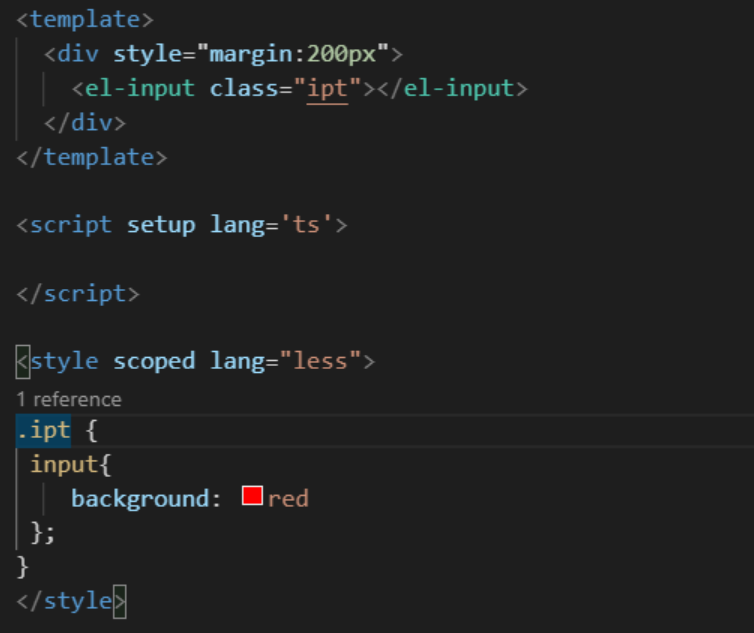 <template>
<div style="margin:200px">
<el-input class="ipt"></el-input>
</div>
</template>
<script setup lang='ts'>
</script>
<style scoped lang="less">
1 reference
.ipt {
input{
background: red
};
}
</style>